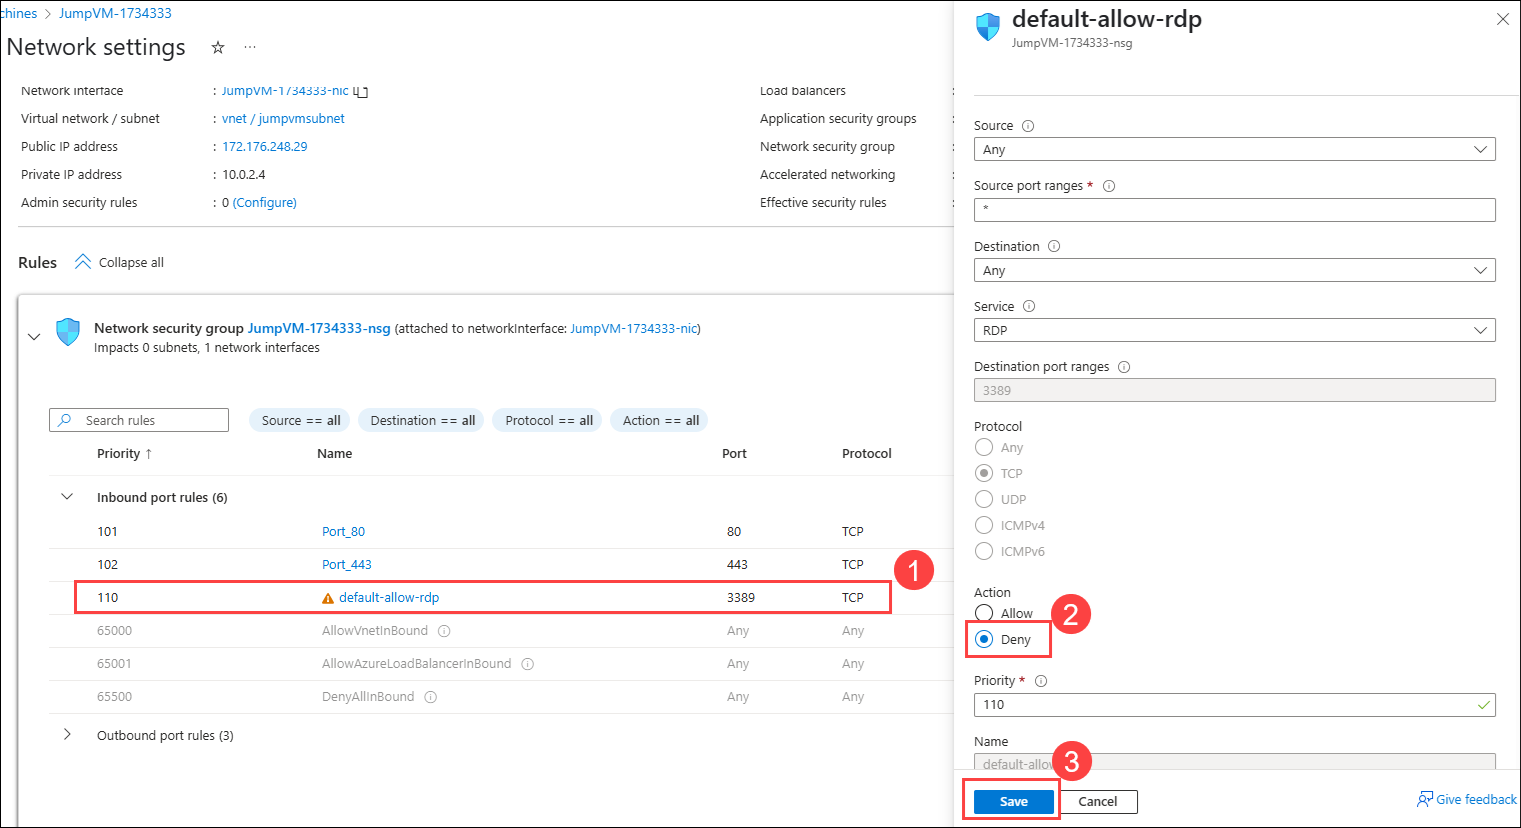 chines > JumpVM-1734333
Network settings ☆ ...
Network interface : JumpVM-1734333-nic
Virtual network / subnet : vnet / jumpvmsubnet
Public IP address : 172.176.248.29
Private IP address : 10.0.2.4
Admin security rules : 0 (Configure)
Load balancers :
Application security groups :
Network security group :
Accelerated networking :
Effective security rules :
Rules Collapse all
Network security group JumpVM-1734333-nsg (attached to networkInterface: JumpVM-1734333-nic)
Impacts 0 subnets, 1 network interfaces
Search rules Source == all Destination == all Protocol == all Action == all
Priority ↑ Name Port Protocol
Inbound port rules (6)
101 Port_80 80 TCP
102 Port_443 443 TCP
110 default-allow-rdp 3389 TCP
1
65000 AllowVnetInBound Any Any
65001 AllowAzureLoadBalancerInBound Any Any
65500 DenyAllInBound Any Any
Outbound port rules (3)
default-allow-rdp
JumpVM-1734333-nsg
Source
Any
Source port ranges *
*
Destination
Any
Service
RDP
Destination port ranges
3389
Protocol
Any
TCP
UDP
ICMPv4
ICMPv6
Action
Allow
2
Deny
Priority *
110
Name
default-allo
3
Save Cancel
Give feedback